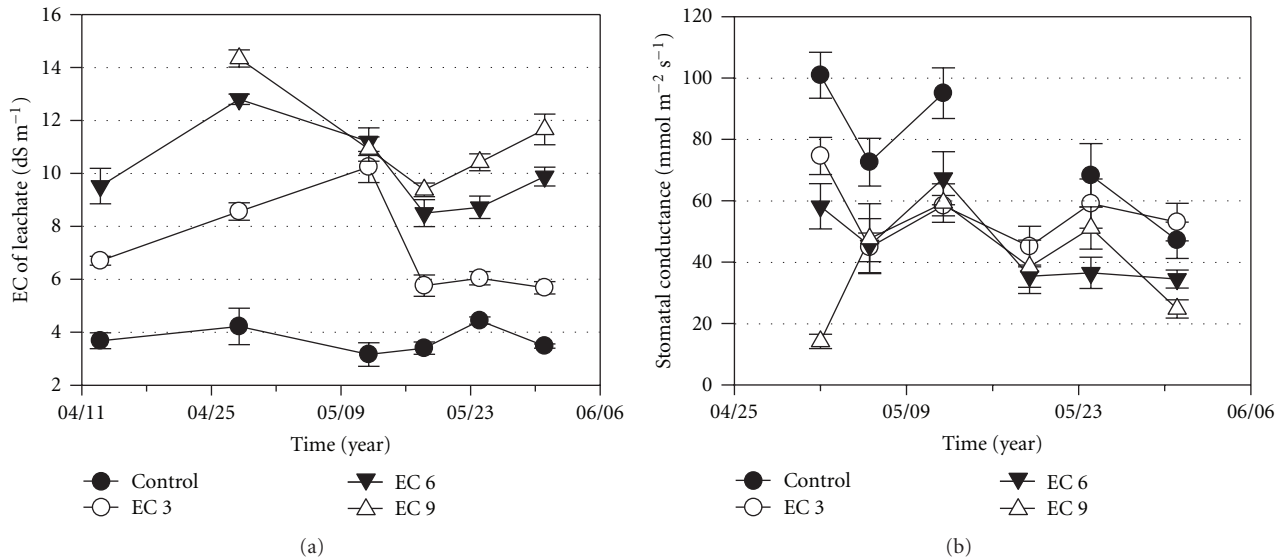 16
14
12
10
8
6
4
2
EC of leachate (dS m−1)
04/11
04/25
05/09
05/23
06/06
Time (year)
Control
EC 3
EC 6
EC 9
(a)
120
100
80
60
40
20
0
Stomatal conductance (mmol m−2 s−1)
04/25
05/09
05/23
06/06
Time (year)
Control
EC 3
EC 6
EC 9
(b)